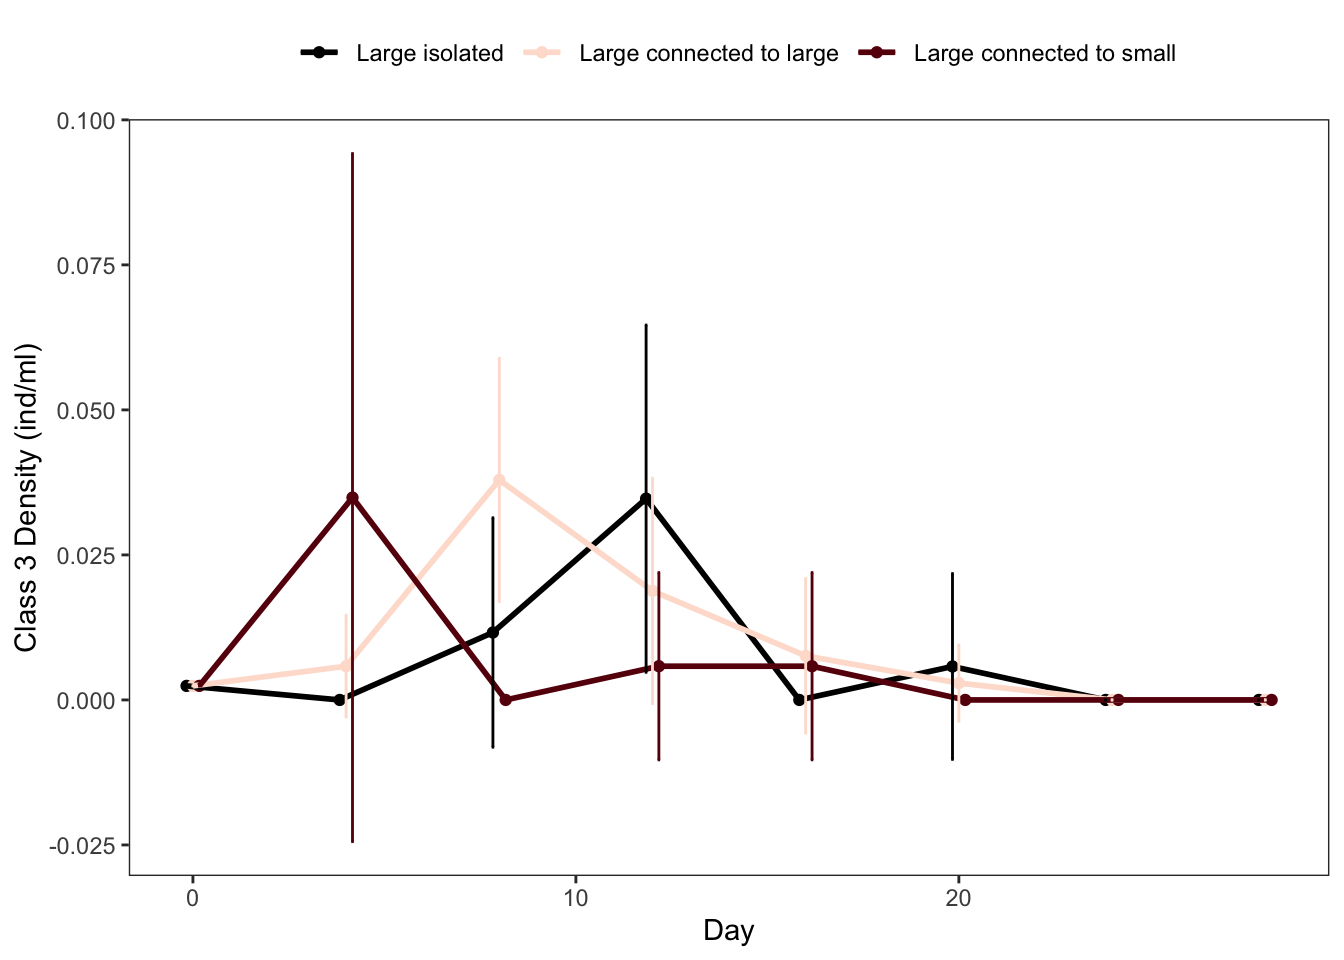 Large isolated Large connected to large Large connected to small
0.100
0.075
0.050
0.025
0.000
-0.025
Class 3 Density (ind/ml)
0 10 20
Day